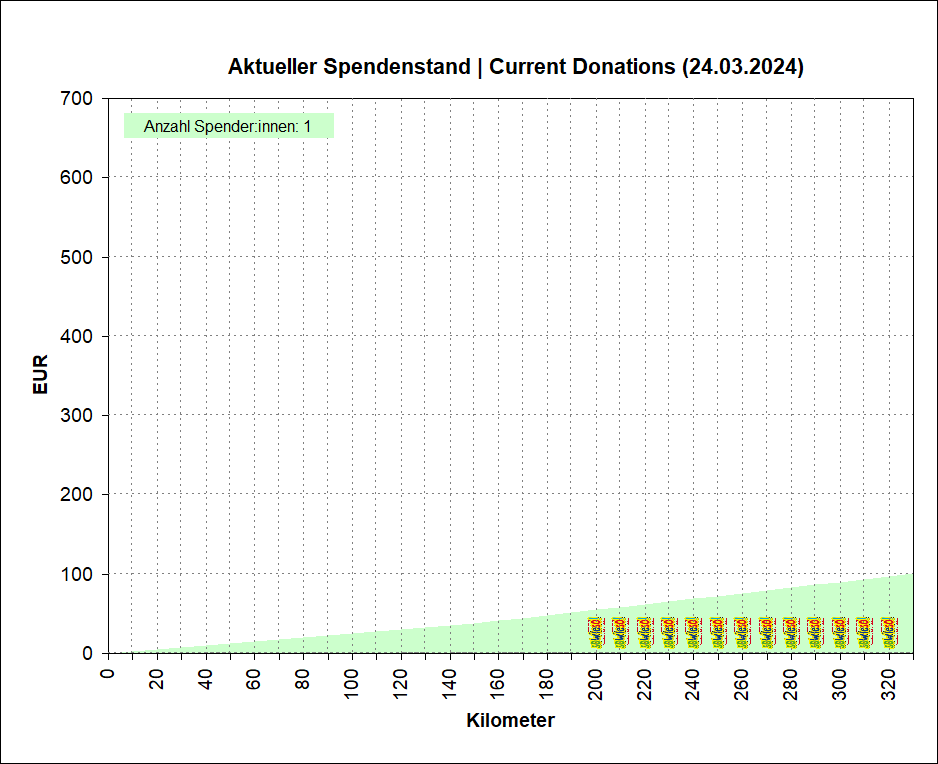 Aktueller Spendenstand | Current Donations (24.03.2024)
700
Anzahl Spender:innen: 1
600
500
400
EUR
300
200
100
0
0 20 40 60 80 100 120 140 160 180 200 220 240 260 280 300 320
Kilometer